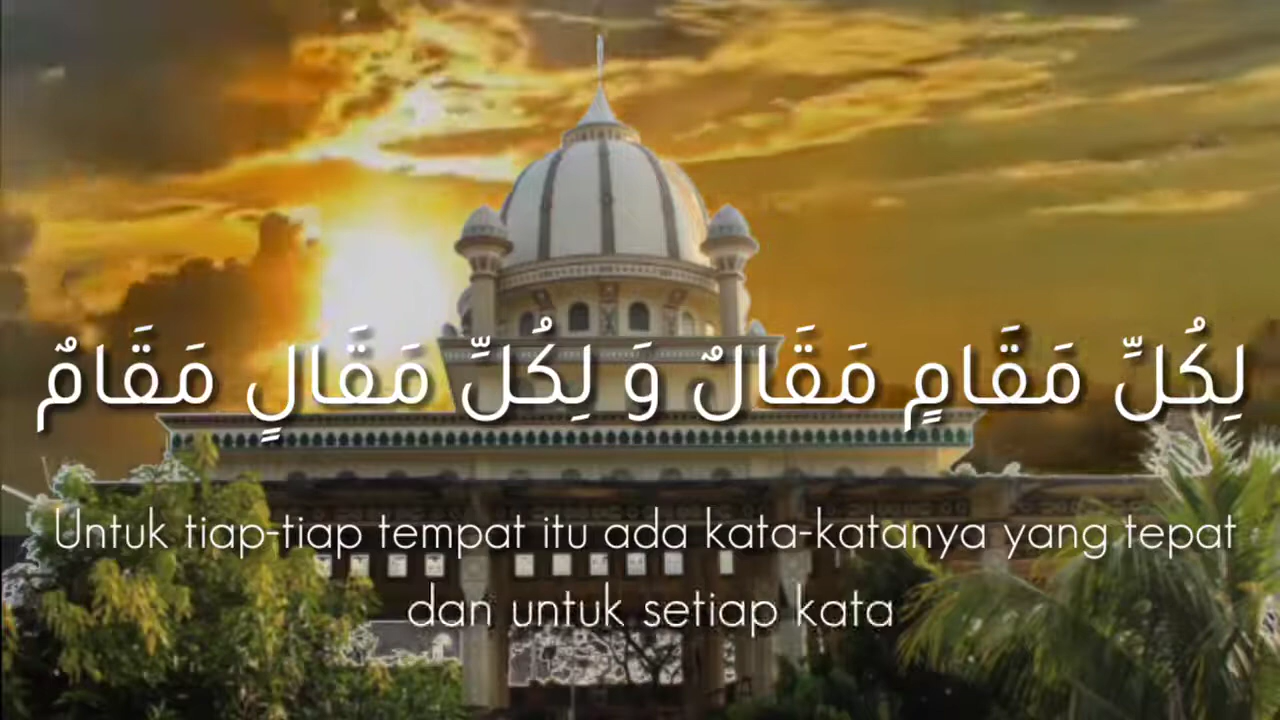 لِكُلِّ مَقَامٍ مَقَالٌ وَ لِكُلِّ مَقَالٍ مَقَامٌ
Untuk tiap-tiap tempat itu ada kata-katanya yang tepat
dan untuk setiap kata